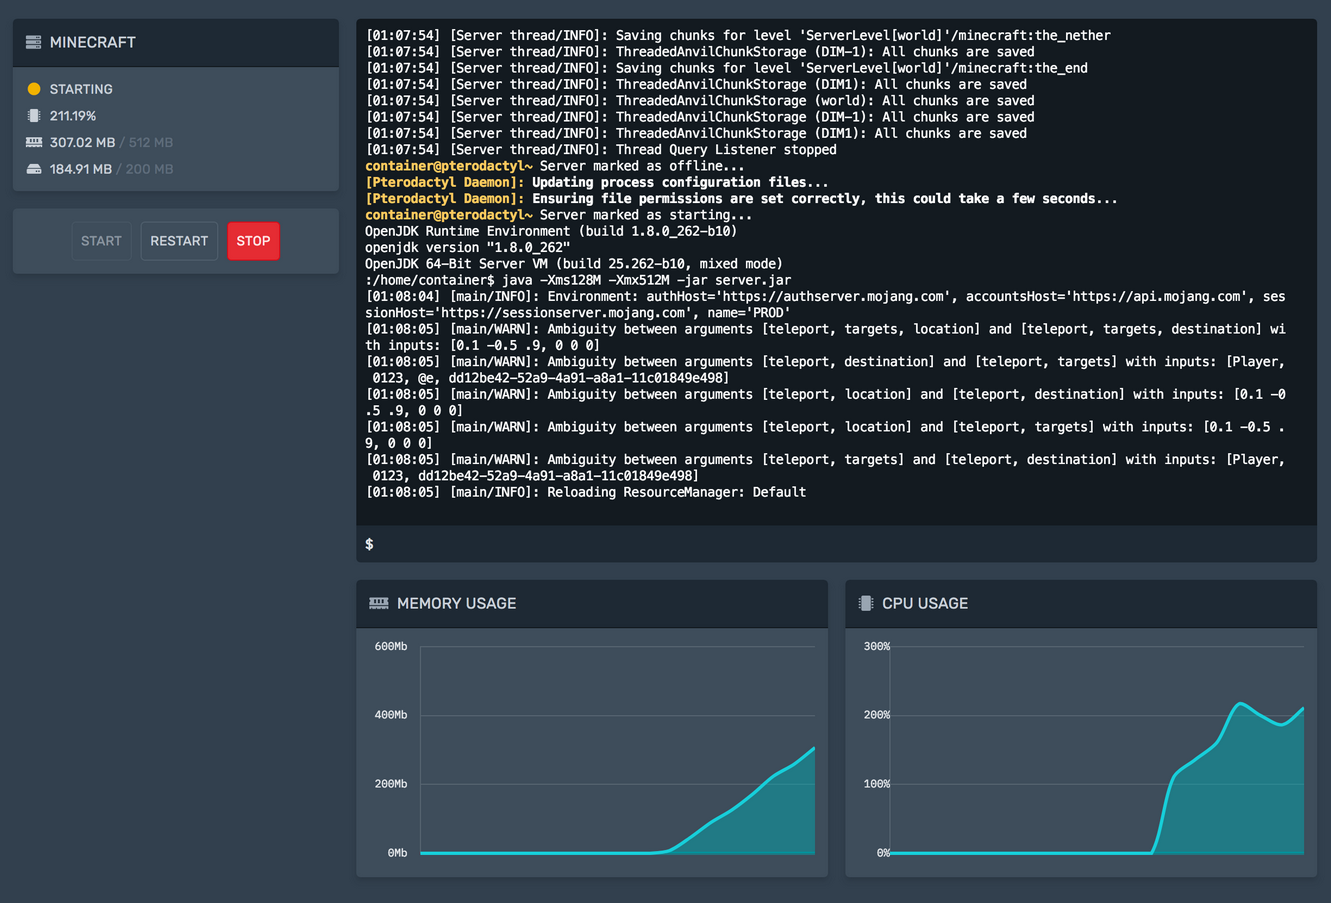 MINECRAFT
STARTING
211.19%
307.02 MB / 512 MB
184.91 MB / 200 MB
START RESTART STOP
[01:07:54] [Server thread/INFO]: Saving chunks for level 'ServerLevel[world]'/minecraft:the_nether
[01:07:54] [Server thread/INFO]: ThreadedAnvilChunkStorage (DIM-1): All chunks are saved
[01:07:54] [Server thread/INFO]: Saving chunks for level 'ServerLevel[world]'/minecraft:the_end
[01:07:54] [Server thread/INFO]: ThreadedAnvilChunkStorage (DIM1): All chunks are saved
[01:07:54] [Server thread/INFO]: ThreadedAnvilChunkStorage (world): All chunks are saved
[01:07:54] [Server thread/INFO]: ThreadedAnvilChunkStorage (DIM-1): All chunks are saved
[01:07:54] [Server thread/INFO]: ThreadedAnvilChunkStorage (DIM1): All chunks are saved
[01:07:54] [Server thread/INFO]: Thread Query Listener stopped
container@pterodactyl~ Server marked as offline...
[Pterodactyl Daemon]: Updating process configuration files...
[Pterodactyl Daemon]: Ensuring file permissions are set correctly, this could take a few seconds...
container@pterodactyl~ Server marked as starting...
OpenJDK Runtime Environment (build 1.8.0_262-b10)
openjdk version "1.8.0_262"
OpenJDK 64-Bit Server VM (build 25.262-b10, mixed mode)
:/home/container$ java -Xms128M -Xmx512M -jar server.jar
[01:08:04] [main/INFO]: Environment: authHost='https://authserver.mojang.com', accountsHost='https://api.mojang.com', ses
sionHost='https://sessionserver.mojang.com', name='PROD'
[01:08:05] [main/WARN]: Ambiguity between arguments [teleport, targets, location] and [teleport, targets, destination] wi
th inputs: [0.1 -0.5 .9, 0 0 0]
[01:08:05] [main/WARN]: Ambiguity between arguments [teleport, destination] and [teleport, targets] with inputs: [Player,
0123, @e, dd12be42-52a9-4a91-a8a1-11c01849e498]
[01:08:05] [main/WARN]: Ambiguity between arguments [teleport, location] and [teleport, destination] with inputs: [0.1 -0
.5 .9, 0 0 0]
[01:08:05] [main/WARN]: Ambiguity between arguments [teleport, location] and [teleport, targets] with inputs: [0.1 -0.5 .
9, 0 0 0]
[01:08:05] [main/WARN]: Ambiguity between arguments [teleport, targets] and [teleport, destination] with inputs: [Player,
0123, dd12be42-52a9-4a91-a8a1-11c01849e498]
[01:08:05] [main/INFO]: Reloading ResourceManager: Default
$
MEMORY USAGE
600Mb
400Mb
200Mb
0Mb
CPU USAGE
300%
200%
100%
0%